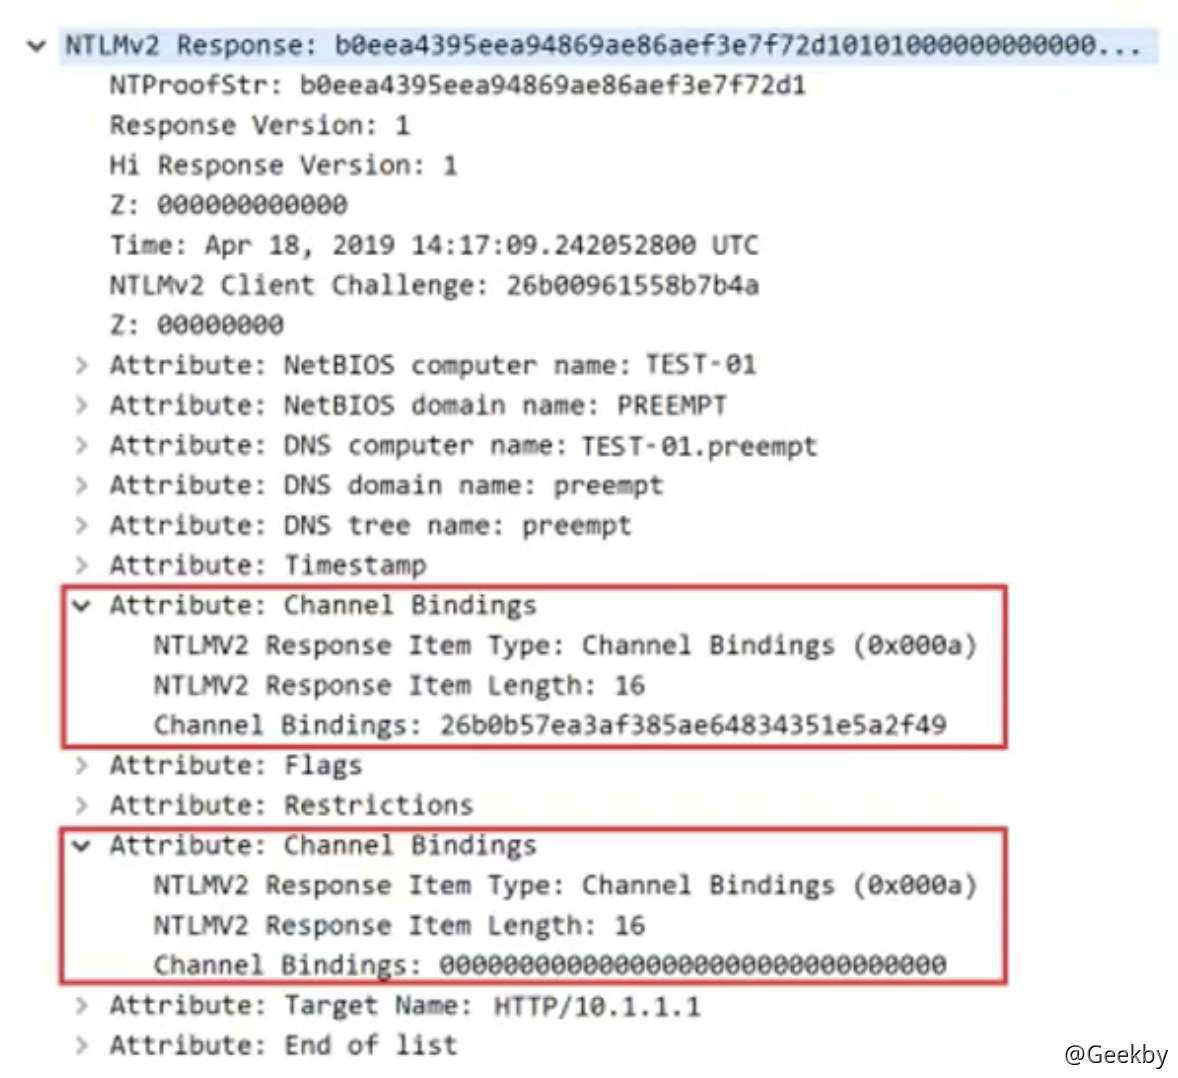 NTLMv2 Response: b0eea4395eea94869ae86aef3e7f72d10101000000000000...
NTProofStr: b0eea4395eea94869ae86aef3e7f72d1
Response Version: 1
Hi Response Version: 1
Z: 000000000000
Time: Apr 18, 2019 14:17:09.242052800 UTC
NTLMv2 Client Challenge: 26b00961558b7b4a
Z: 00000000
Attribute: NetBIOS computer name: TEST-01
Attribute: NetBIOS domain name: PREEMPT
Attribute: DNS computer name: TEST-01.preempt
Attribute: DNS domain name: preempt
Attribute: DNS tree name: preempt
Attribute: Timestamp
Attribute: Channel Bindings
NTLMV2 Response Item Type: Channel Bindings (0x000a)
NTLMV2 Response Item Length: 16
Channel Bindings: 26b0b57ea3af385ae64834351e5a2f49
Attribute: Flags
Attribute: Restrictions
Attribute: Channel Bindings
NTLMV2 Response Item Type: Channel Bindings (0x000a)
NTLMV2 Response Item Length: 16
Channel Bindings: 00000000000000000000000000000000
Attribute: Target Name: HTTP/10.1.1.1
Attribute: End of list
@Geekby